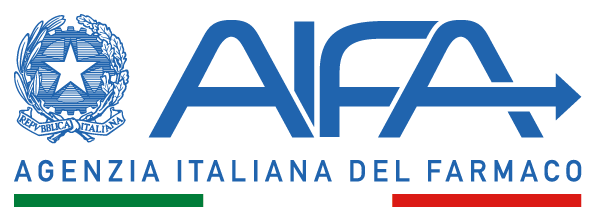 AIFA
REPVBBLICA ITALIANA
AGENZIA ITALIANA DEL FARMACO